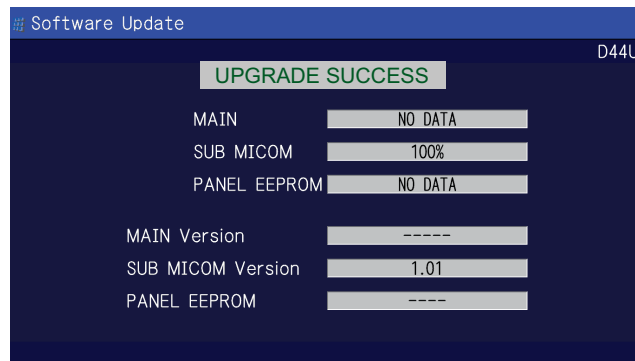 Software Update
D44U
UPGRADE SUCCESS
MAIN NO DATA
SUB MICOM 100%
PANEL EEPROM NO DATA
MAIN Version -----
SUB MICOM Version 1.01
PANEL EEPROM ----